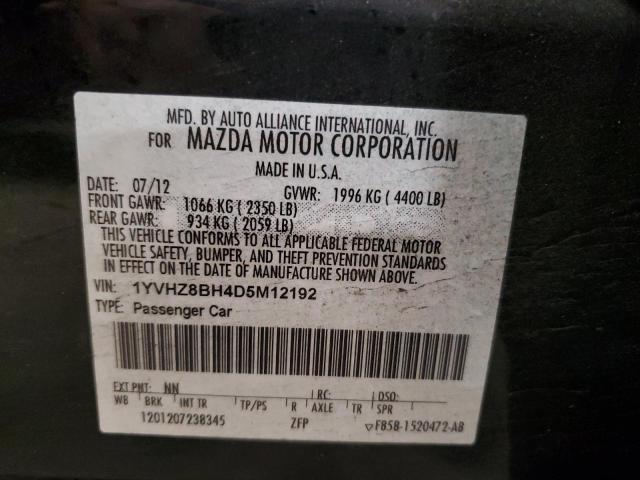 MFD. BY AUTO ALLIANCE INTERNATIONAL, INC.
FOR MAZDA MOTOR CORPORATION
MADE IN U.S.A.
DATE: 07/12 GVWR: 1996 KG ( 4400 LB)
FRONT GAWR: 1066 KG ( 2350 LB)
REAR GAWR: 934 KG ( 2059 LB)
THIS VEHICLE CONFORMS TO ALL APPLICABLE FEDERAL MOTOR
VEHICLE SAFETY, BUMPER, AND THEFT PREVENTION STANDARDS
IN EFFECT ON THE DATE OF MANUFACTURE SHOWN ABOVE.
VIN: 1YVHZ8BH4D5M12192
TYPE: Passenger Car
EXT PNT: NN RC: DSO:
WB BRK INT TR TP/PS R AXLE TR SPR
1201207238345 ZFP ▽FB5B-1520472-AB